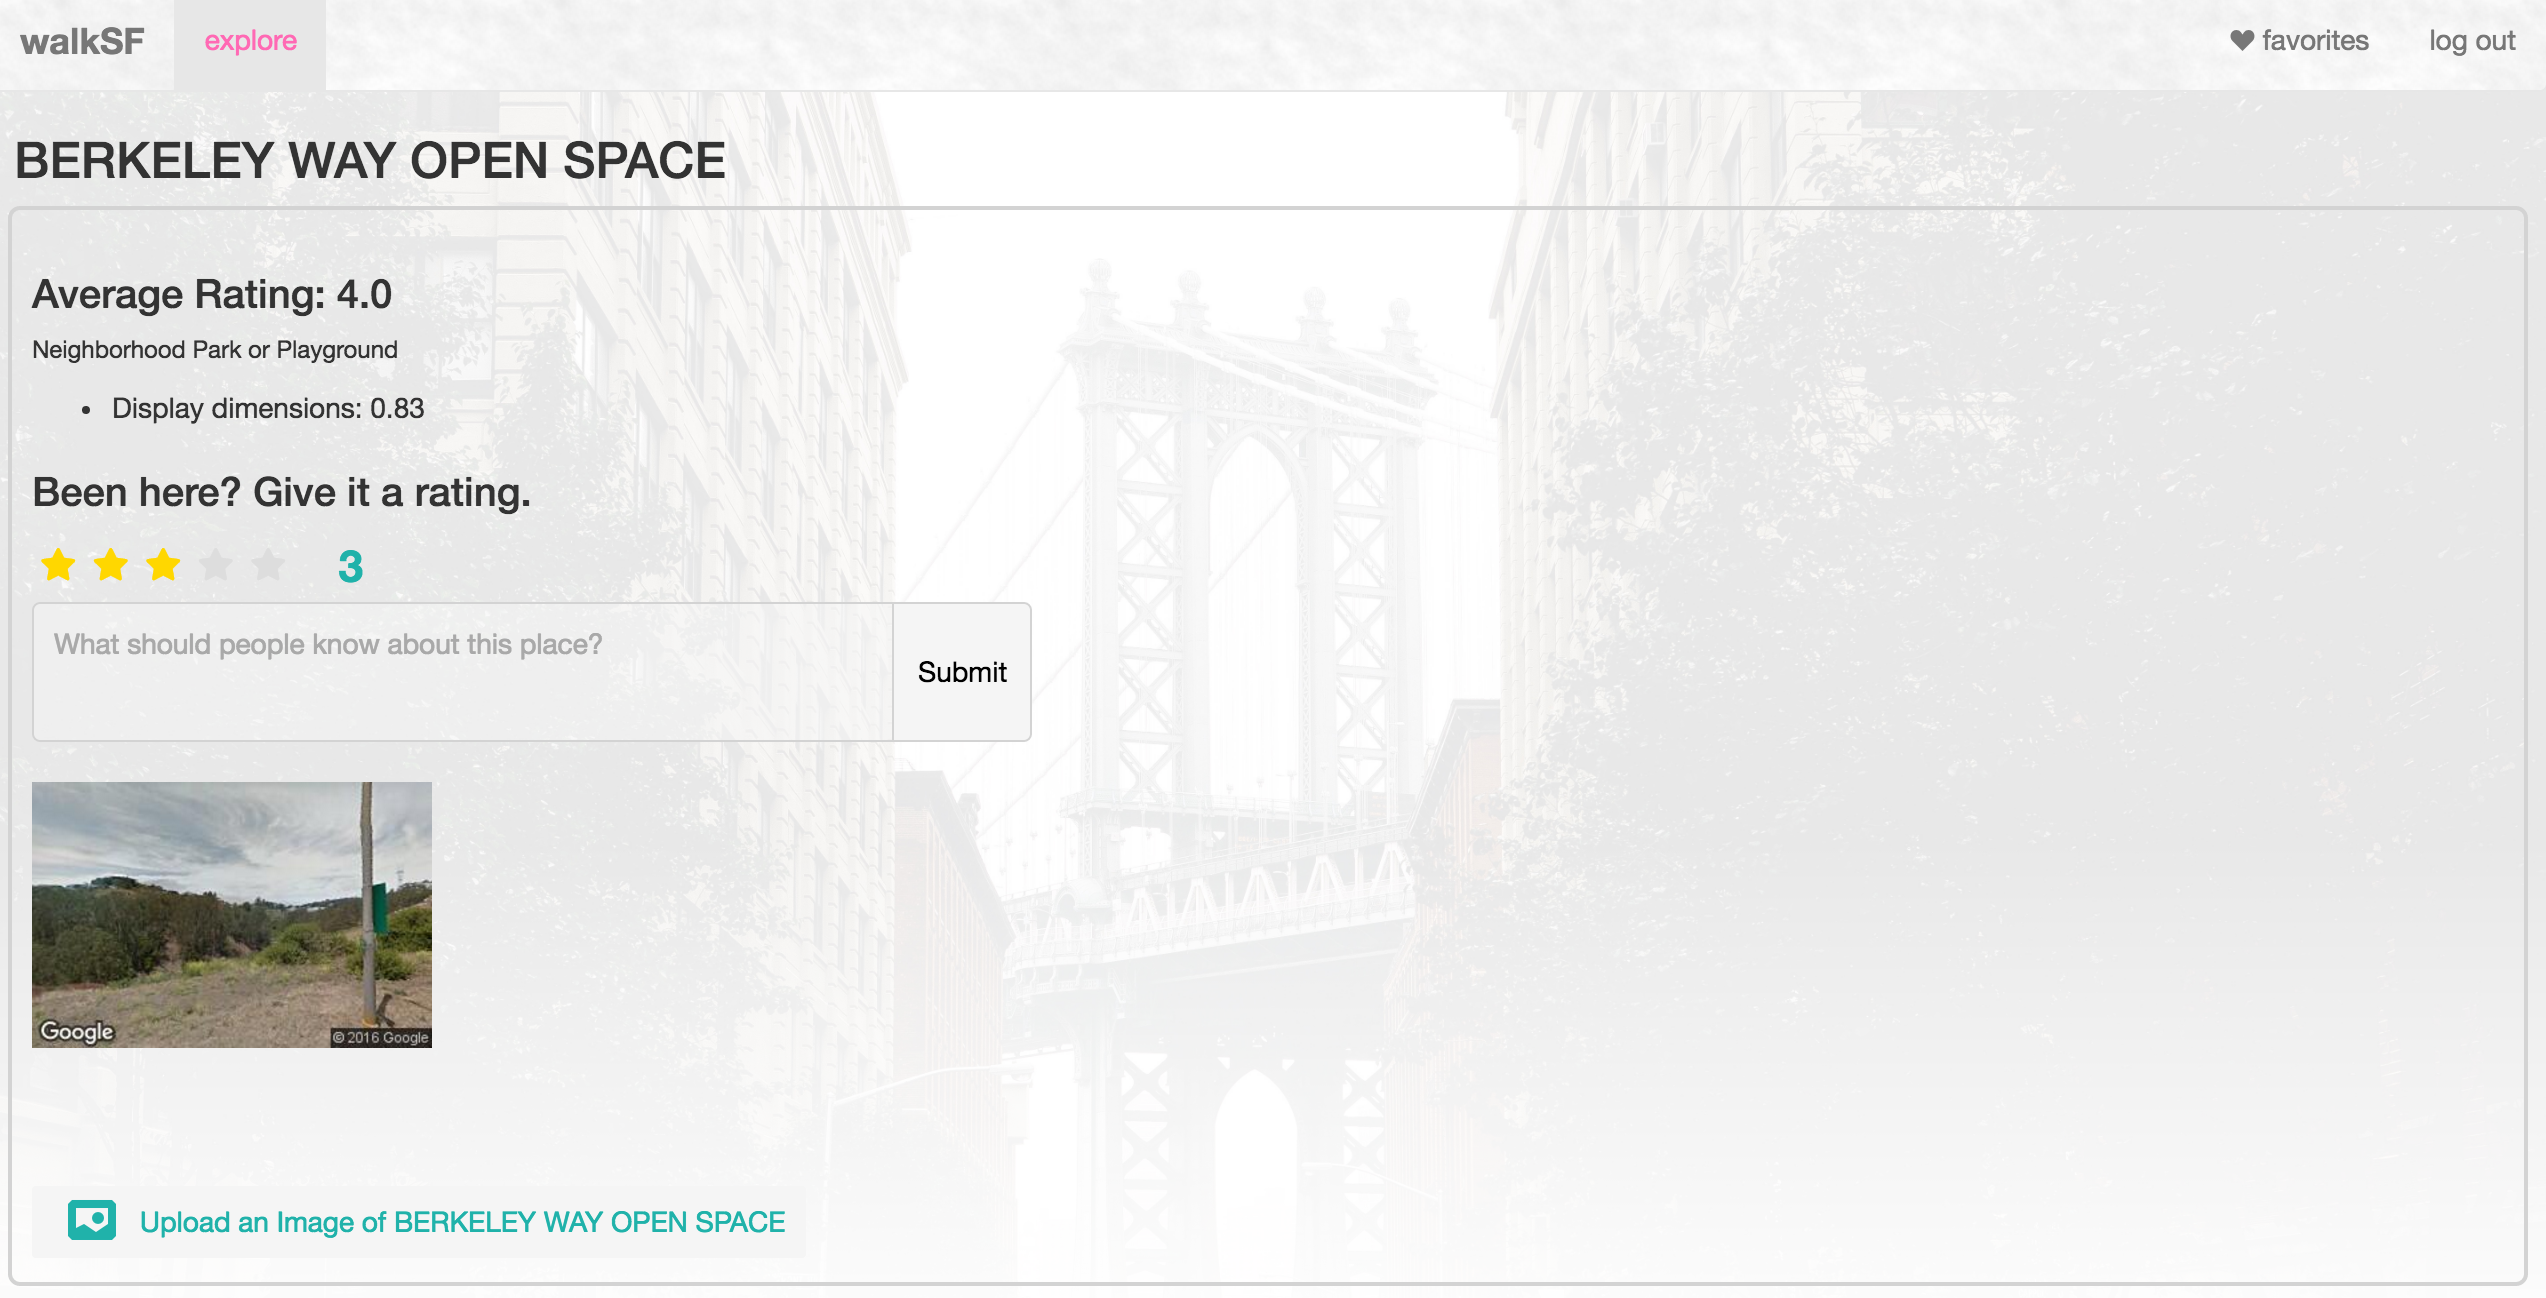 walkSF explore favorites log out
BERKELEY WAY OPEN SPACE
Average Rating: 4.0
Neighborhood Park or Playground
• Display dimensions: 0.83
Been here? Give it a rating.
3
What should people know about this place?
Submit
Google
© 2016 Google
Upload an Image of BERKELEY WAY OPEN SPACE